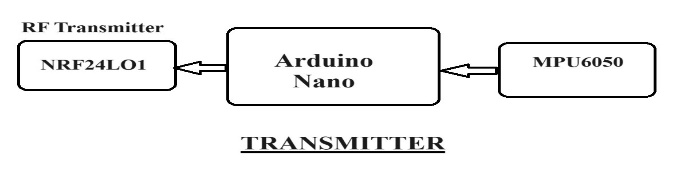 RF Transmitter
NRF24LO1
Arduino
Nano
MPU6050
TRANSMITTER